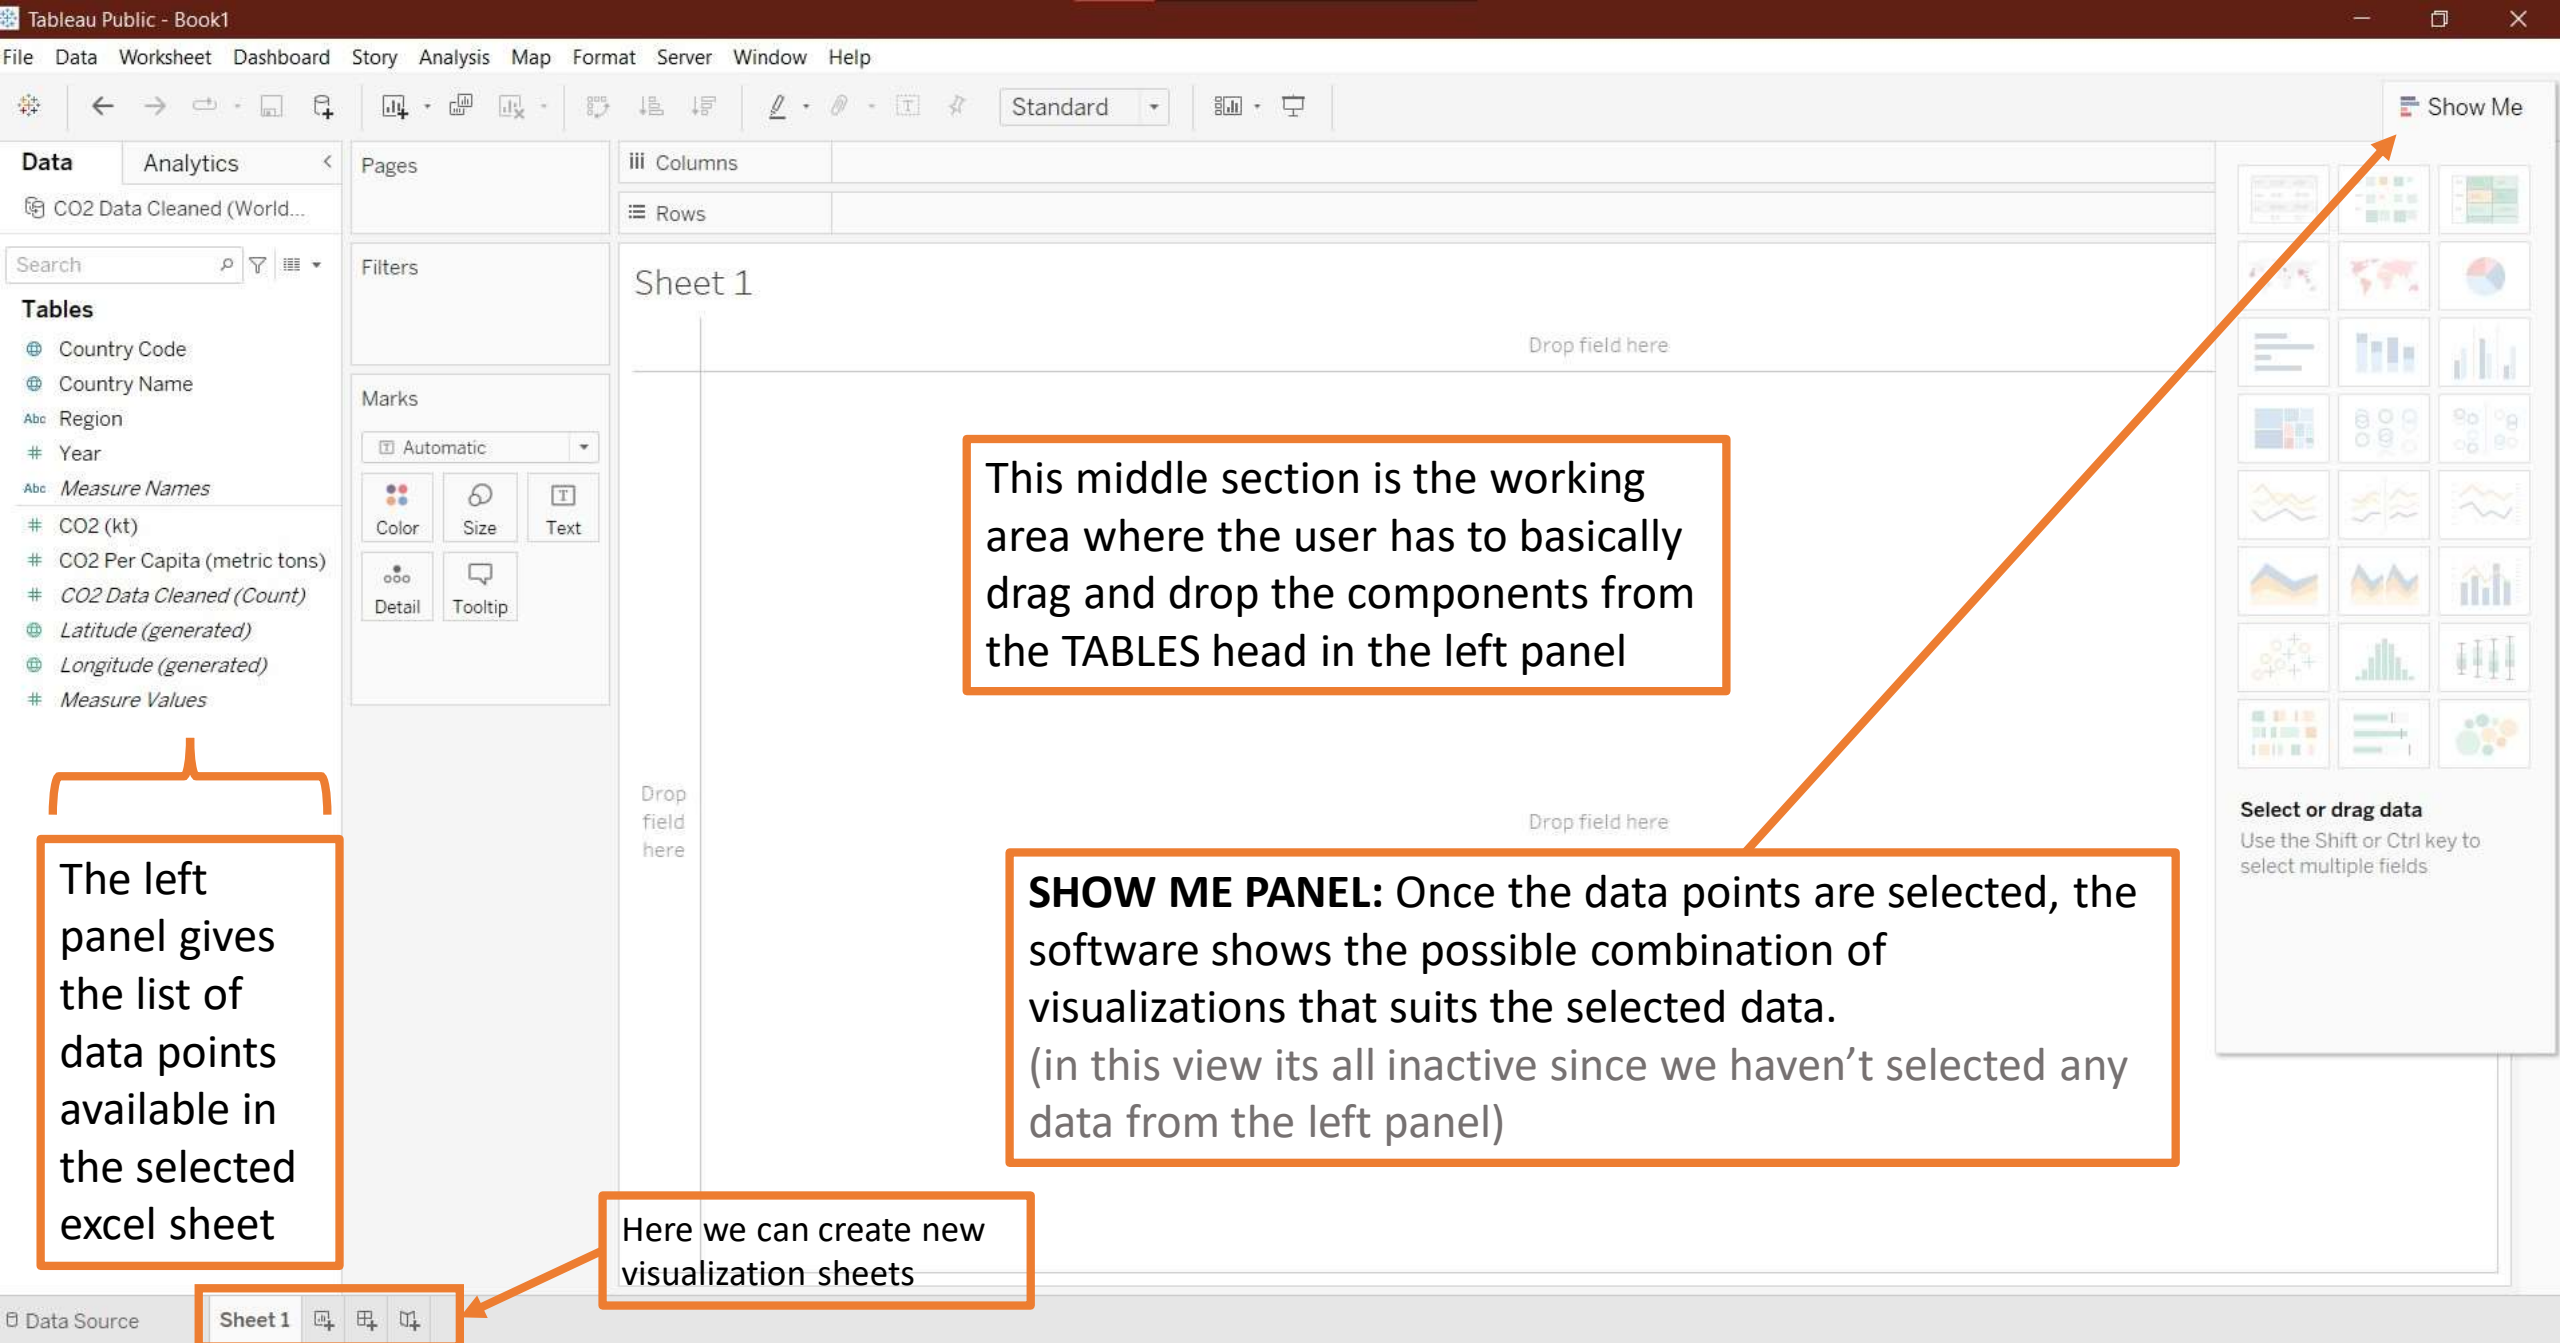 Tableau Public - Book1
File Data Worksheet Dashboard Story Analysis Map Format Server Window Help
Standard
Show Me
Data Analytics
CO2 Data Cleaned (World...
Search
Tables
Country Code
Country Name
Abc Region
# Year
Abc Measure Names
# CO2 (kt)
# CO2 Per Capita (metric tons)
# CO2 Data Cleaned (Count)
Latitude (generated)
Longitude (generated)
# Measure Values
Pages
Filters
Marks
Automatic
Color Size Text
Detail Tooltip
Columns
Rows
Sheet 1
Drop field here
Drop
field
here
Drop field here
This middle section is the working
area where the user has to basically
drag and drop the components from
the TABLES head in the left panel
SHOW ME PANEL: Once the data points are selected, the
software shows the possible combination of
visualizations that suits the selected data.
(in this view its all inactive since we haven’t selected any
data from the left panel)
Select or drag data
Use the Shift or Ctrl key to
select multiple fields
The left
panel gives
the list of
data points
available in
the selected
excel sheet
Here we can create new
visualization sheets
Data Source Sheet 1